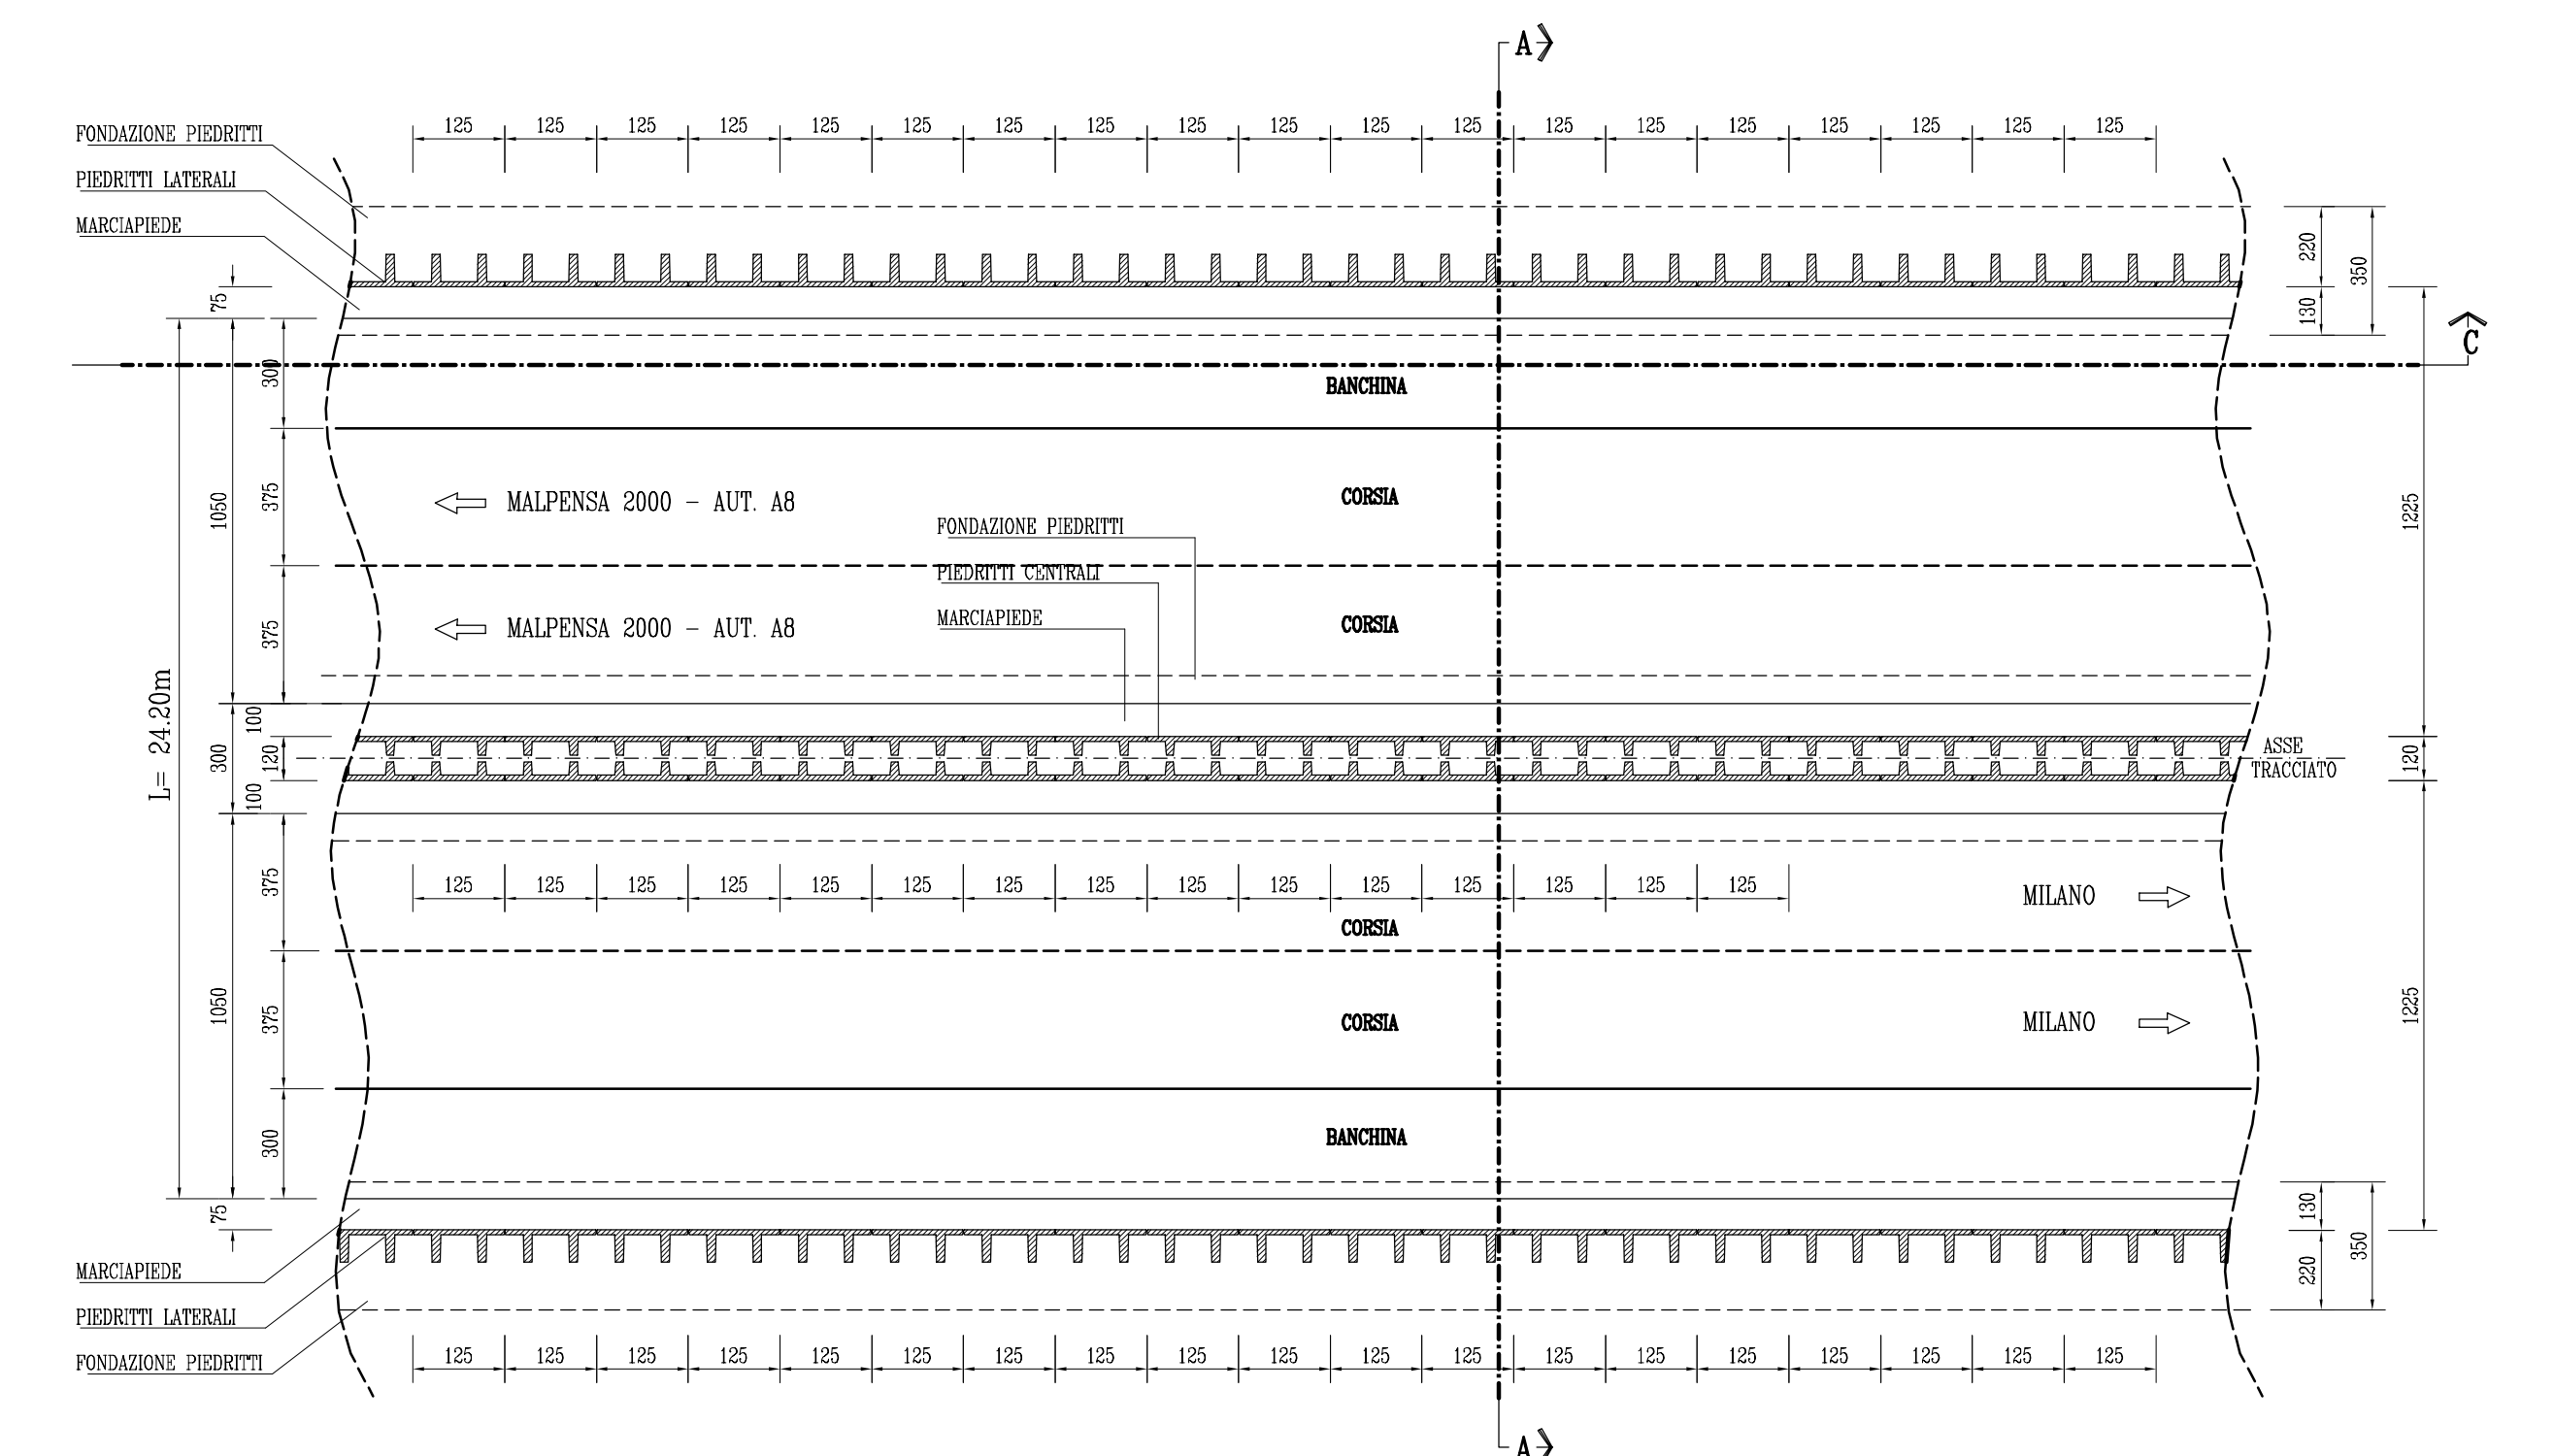 A
125 125 125 125 125 125 125 125 125 125 125 125 125 125 125 125 125 125 125
FONDAZIONE PIEDRITTI
PIEDRITTI LATERALI
MARCIAPIEDE
220
350
75
130
C
300
BANCHINA
1050
375
MALPENSA 2000 - AUT. A8
CORSIA
1225
FONDAZIONE PIEDRITTI
PIEDRITTI CENTRALI
MARCIAPIEDE
375
MALPENSA 2000 - AUT. A8
CORSIA
L= 24.20m
100
300
120
100
ASSE
TRACCIATO
120
375
125 125 125 125 125 125 125 125 125 125 125 125 125 125 125
MILANO
CORSIA
1050
375
CORSIA
MILANO
1225
300
BANCHINA
75
130
350
220
MARCIAPIEDE
PIEDRITTI LATERALI
FONDAZIONE PIEDRITTI
125 125 125 125 125 125 125 125 125 125 125 125 125 125 125 125 125 125 125
A